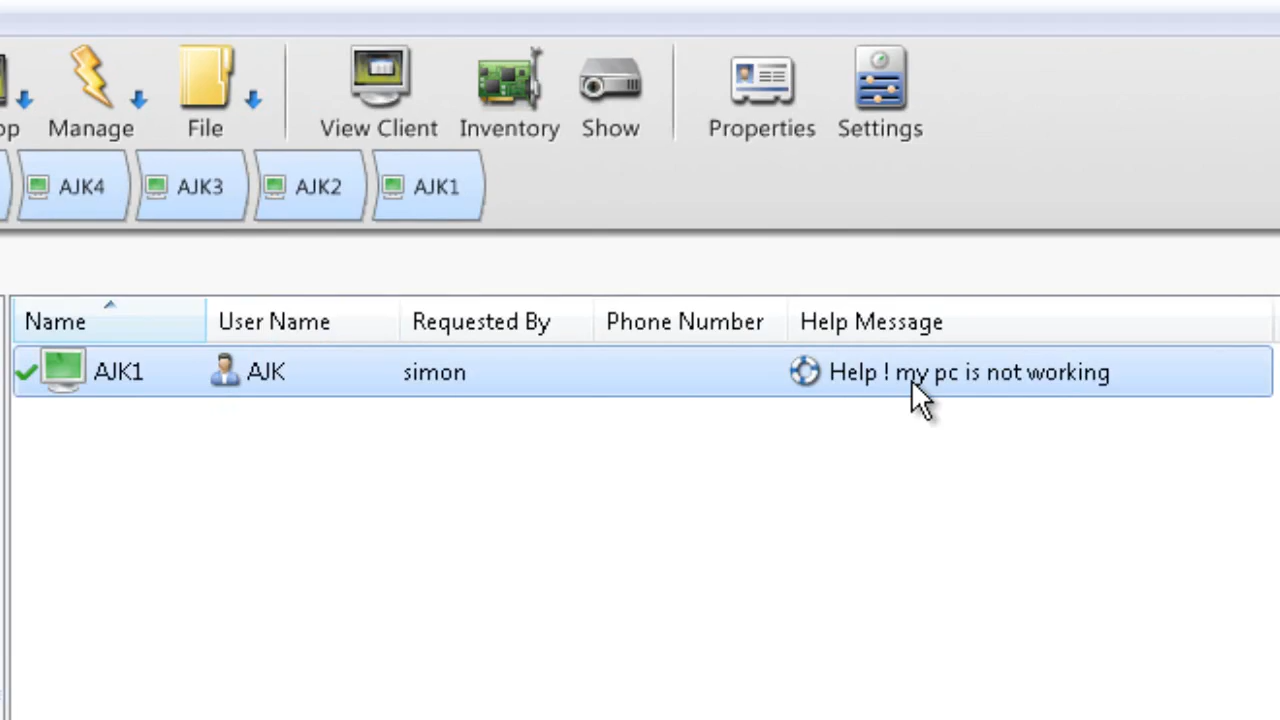 op Manage File View Client Inventory Show Properties Settings
AJK4 AJK3 AJK2 AJK1
Name User Name Requested By Phone Number Help Message
AJK1 AJK simon Help ! my pc is not working